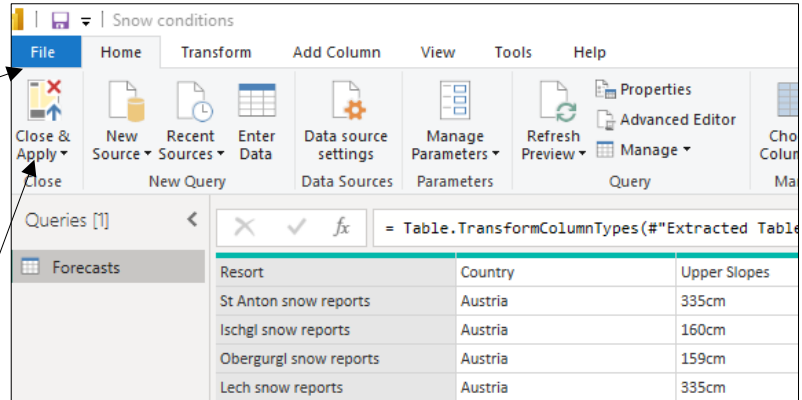 Snow conditions
File Home Transform Add Column View Tools Help
Close & Apply
New Source
Recent Sources
Enter Data
Data source settings
Manage Parameters
Refresh Preview
Properties
Advanced Editor
Manage
Close New Query Data Sources Parameters Query
Queries [1] fx = Table.TransformColumnTypes(#"Extracted Table
Forecasts
Resort Country Upper Slopes
St Anton snow reports Austria 335cm
Ischgl snow reports Austria 160cm
Obergurgl snow reports Austria 159cm
Lech snow reports Austria 335cm